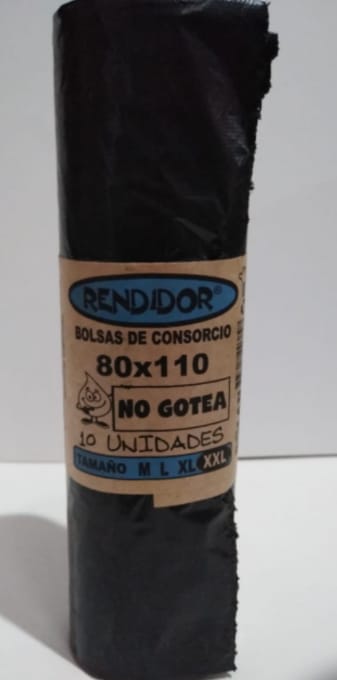 RENDIDOR®
BOLSAS DE CONSORCIO
80x110
NO GOTEA
10 UNIDADES
TAMAÑO M L XL XXL